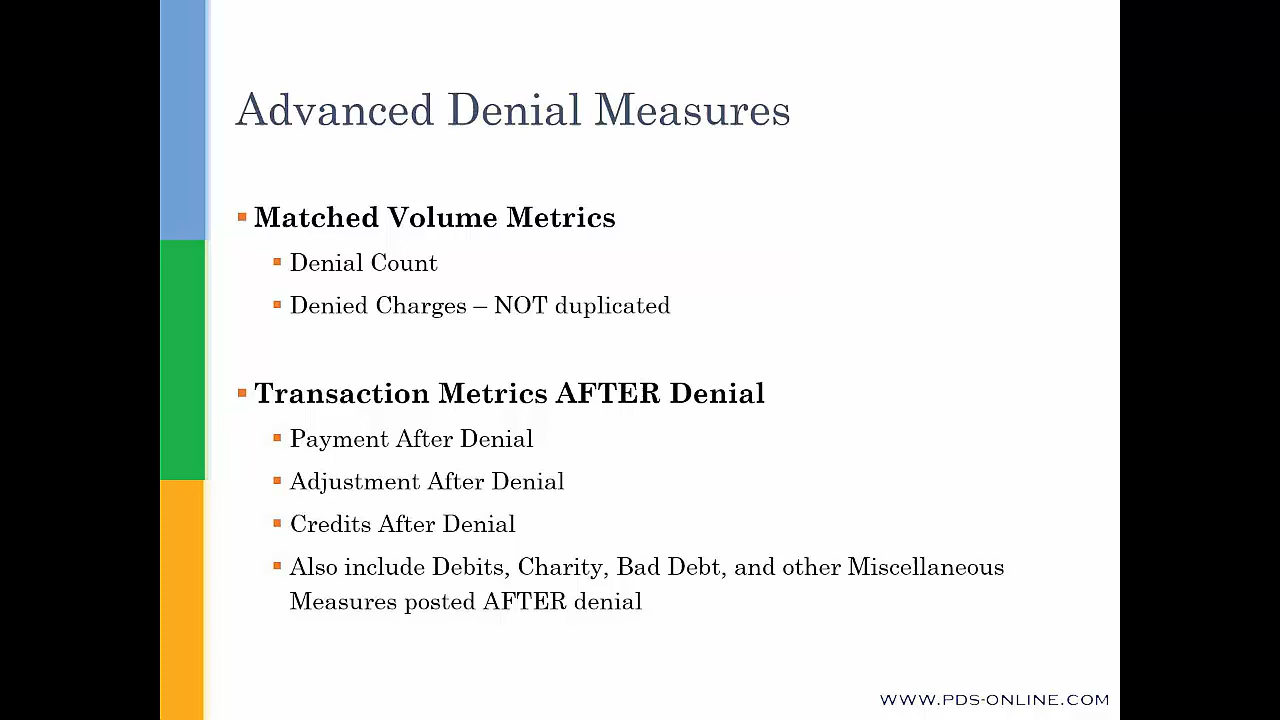 Advanced Denial Measures
Matched Volume Metrics
Denial Count
Denied Charges – NOT duplicated
Transaction Metrics AFTER Denial
Payment After Denial
Adjustment After Denial
Credits After Denial
Also include Debits, Charity, Bad Debt, and other Miscellaneous
Measures posted AFTER denial
WWW.PDS-ONLINE.COM